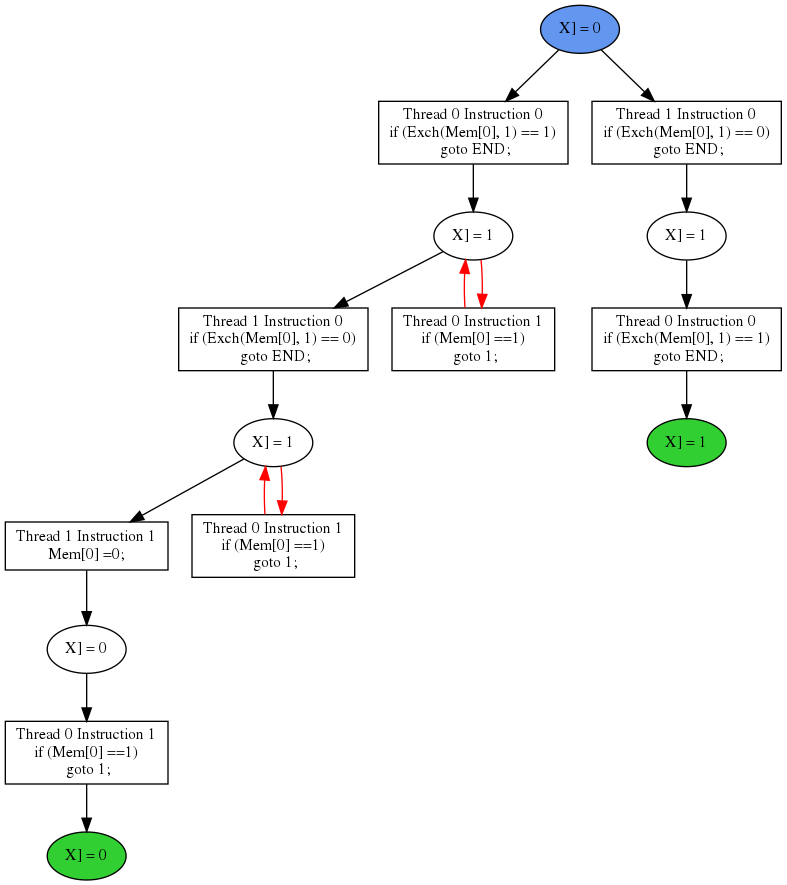 X] = 0
Thread 0 Instruction 0
if (Exch(Mem[0], 1) == 1)
goto END;
Thread 1 Instruction 0
if (Exch(Mem[0], 1) == 0)
goto END;
X] = 1
X] = 1
Thread 1 Instruction 0
if (Exch(Mem[0], 1) == 0)
goto END;
Thread 0 Instruction 1
if (Mem[0] ==1)
goto 1;
Thread 0 Instruction 0
if (Exch(Mem[0], 1) == 1)
goto END;
X] = 1
X] = 1
Thread 1 Instruction 1
Mem[0] =0;
Thread 0 Instruction 1
if (Mem[0] ==1)
goto 1;
X] = 0
Thread 0 Instruction 1
if (Mem[0] ==1)
goto 1;
X] = 0